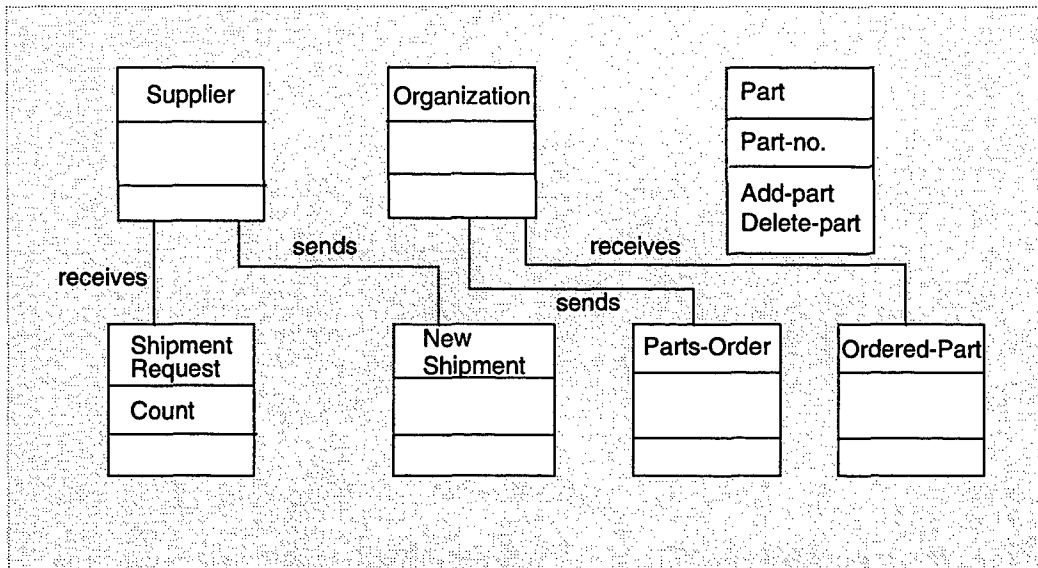 Supplier
Organization
Part
Part-no.
Add-part
Delete-part
receives
sends
sends
receives
Shipment
Request
Count
New
Shipment
Parts-Order
Ordered-Part